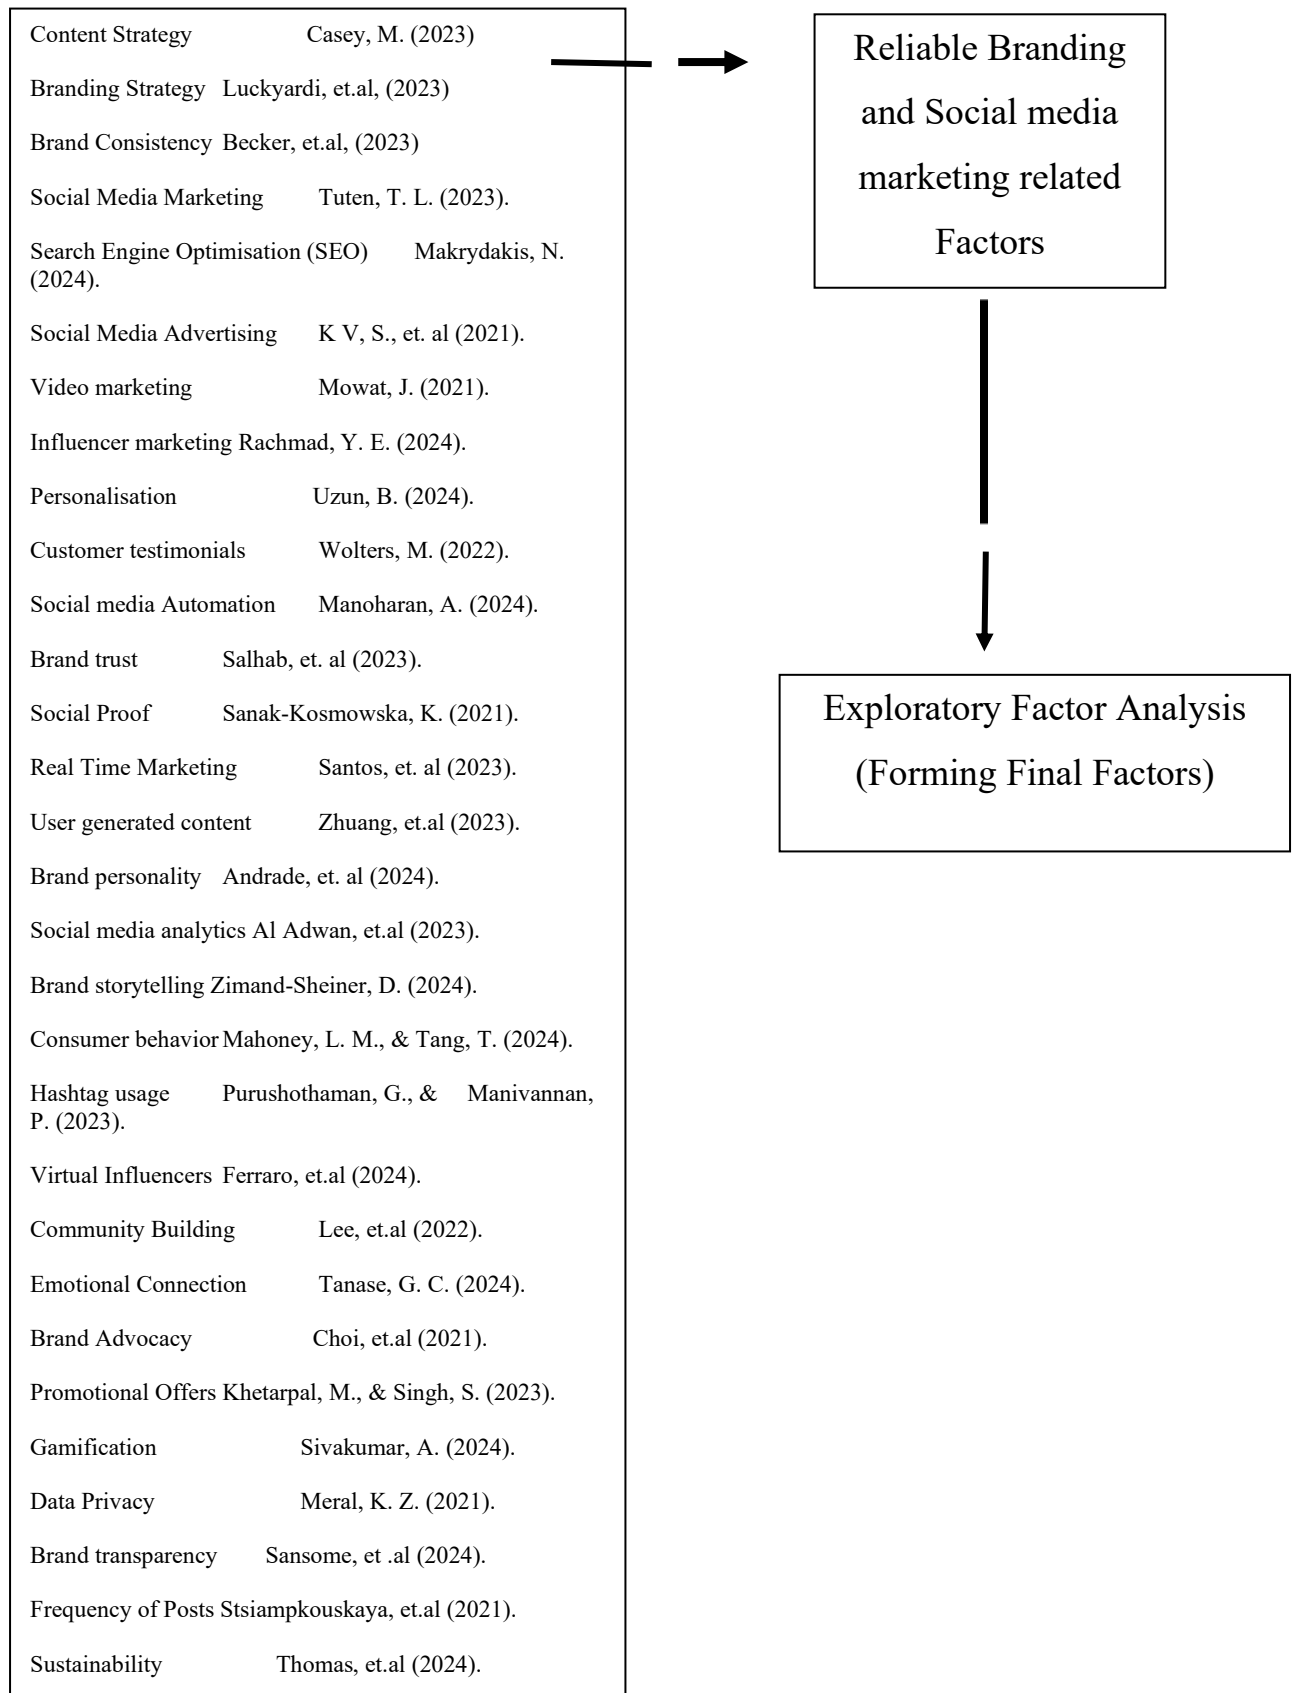 Content Strategy Casey, M. (2023)
Branding Strategy Luckyardi, et.al, (2023)
Brand Consistency Becker, et.al, (2023)
Social Media Marketing Tuten, T. L. (2023).
Search Engine Optimisation (SEO) Makrydakis, N.
(2024).
Social Media Advertising K V, S., et. al (2021).
Video marketing Mowat, J. (2021).
Influencer marketing Rachmad, Y. E. (2024).
Personalisation Uzun, B. (2024).
Customer testimonials Wolters, M. (2022).
Social media Automation Manoharan, A. (2024).
Brand trust Salhab, et. al (2023).
Social Proof Sanak-Kosmowska, K. (2021).
Real Time Marketing Santos, et. al (2023).
User generated content Zhuang, et.al (2023).
Brand personality Andrade, et. al (2024).
Social media analytics Al Adwan, et.al (2023).
Brand storytelling Zimand-Sheiner, D. (2024).
Consumer behavior Mahoney, L. M., & Tang, T. (2024).
Hashtag usage Purushothaman, G., & Manivannan,
P. (2023).
Virtual Influencers Ferraro, et.al (2024).
Community Building Lee, et.al (2022).
Emotional Connection Tanase, G. C. (2024).
Brand Advocacy Choi, et.al (2021).
Promotional Offers Khetarpal, M., & Singh, S. (2023).
Gamification Sivakumar, A. (2024).
Data Privacy Meral, K. Z. (2021).
Brand transparency Sansome, et .al (2024).
Frequency of Posts Stsiampkouskaya, et.al (2021).
Sustainability Thomas, et.al (2024).
Reliable Branding
and Social media
marketing related
Factors
Exploratory Factor Analysis
(Forming Final Factors)